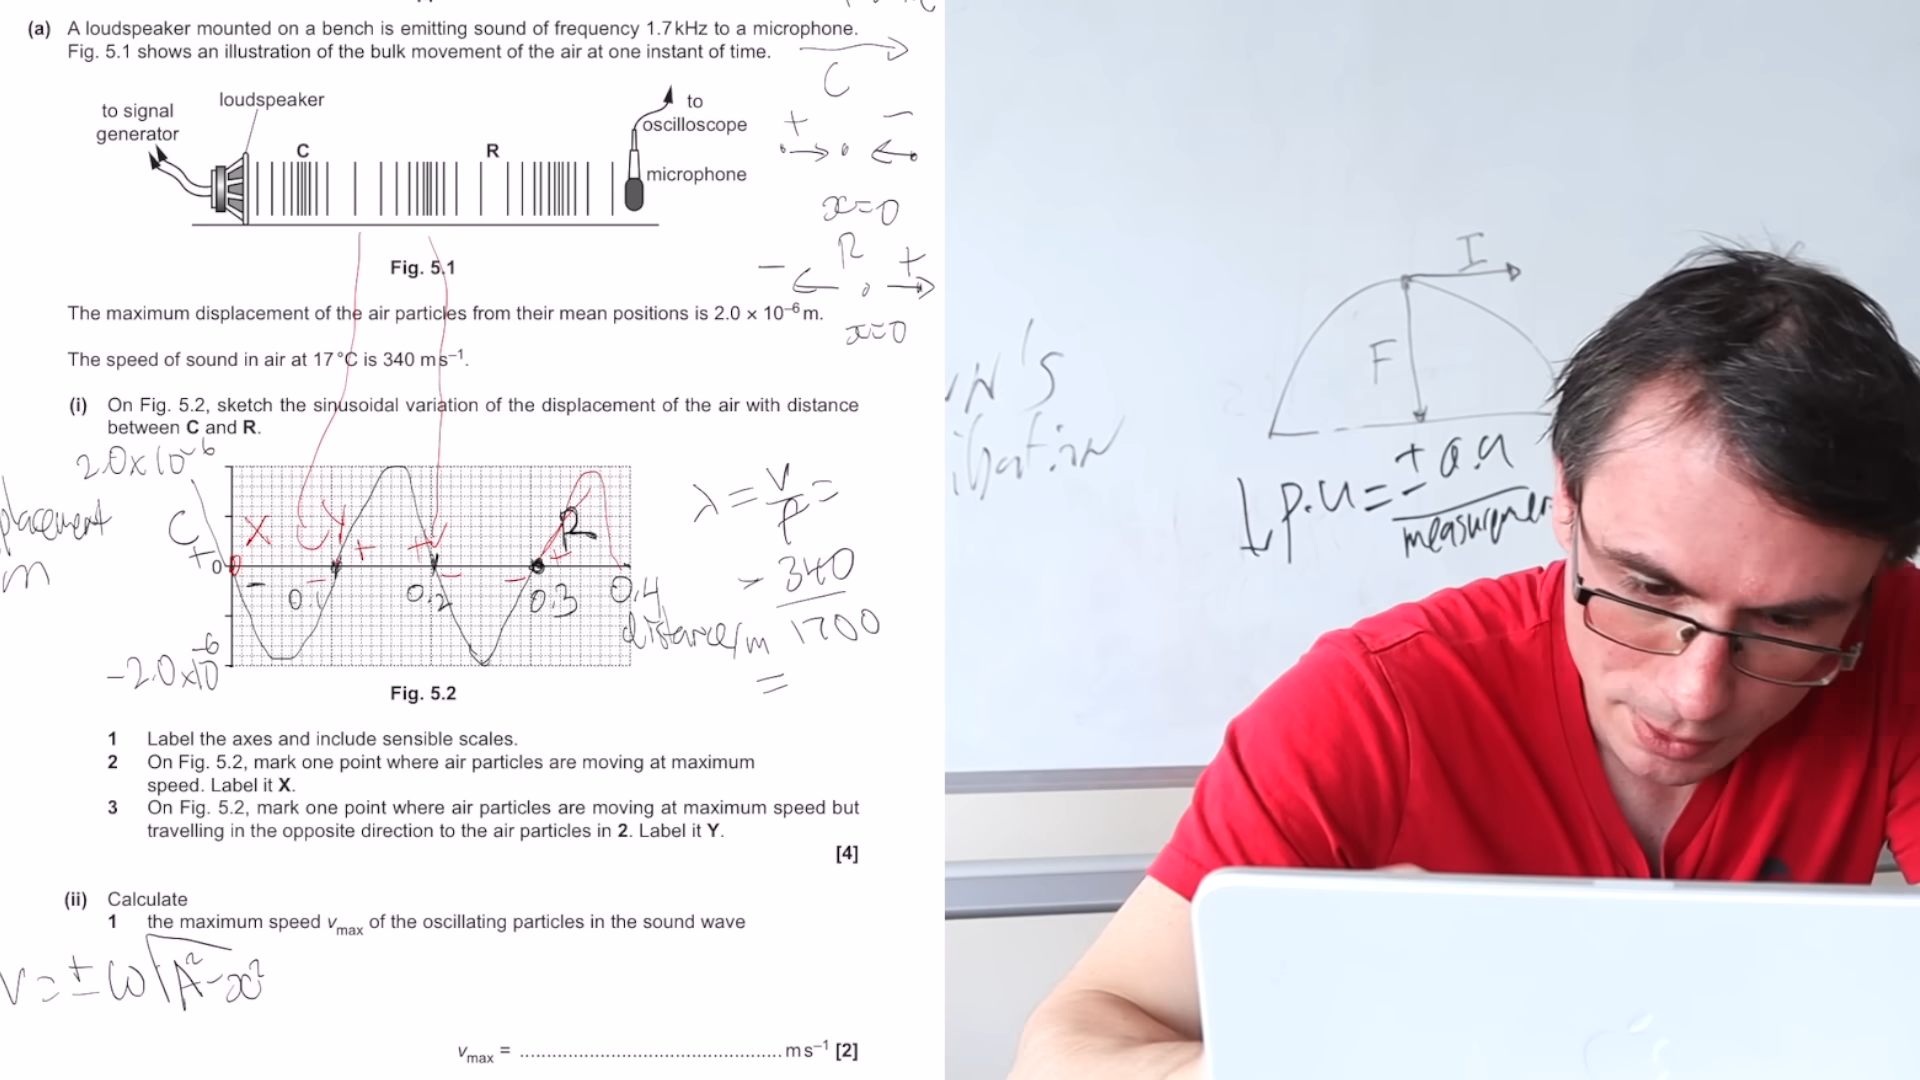 (a) A loudspeaker mounted on a bench is emitting sound of frequency 1.7 kHz to a microphone.
Fig. 5.1 shows an illustration of the bulk movement of the air at one instant of time.
C
to signal
generator
loudspeaker
to
oscilloscope
C
R
microphone
+ −
x=0
R
− +
x=0
Fig. 5.1
The maximum displacement of the air particles from their mean positions is 2.0 × 10⁻⁶ m.
The speed of sound in air at 17 °C is 340 m s⁻¹.
(i) On Fig. 5.2, sketch the sinusoidal variation of the displacement of the air with distance
between C and R.
2.0×10⁻⁶
placement
m
C
+
0
−
X
Y
− +
+ −
− +
R
0.1
0.2
0.3
0.4
distance/m
−2.0×10⁻⁶
λ = v/f =
= 340/1700
=
Fig. 5.2
1 Label the axes and include sensible scales.
2 On Fig. 5.2, mark one point where air particles are moving at maximum
speed. Label it X.
3 On Fig. 5.2, mark one point where air particles are moving at maximum speed but
travelling in the opposite direction to the air particles in 2. Label it Y.
[4]
(ii) Calculate
1 the maximum speed vmax of the oscillating particles in the sound wave
v = ± ω √A²−x²
vmax = ................................................ m s⁻¹ [2]
N's
I
F
p.u =
± a.u